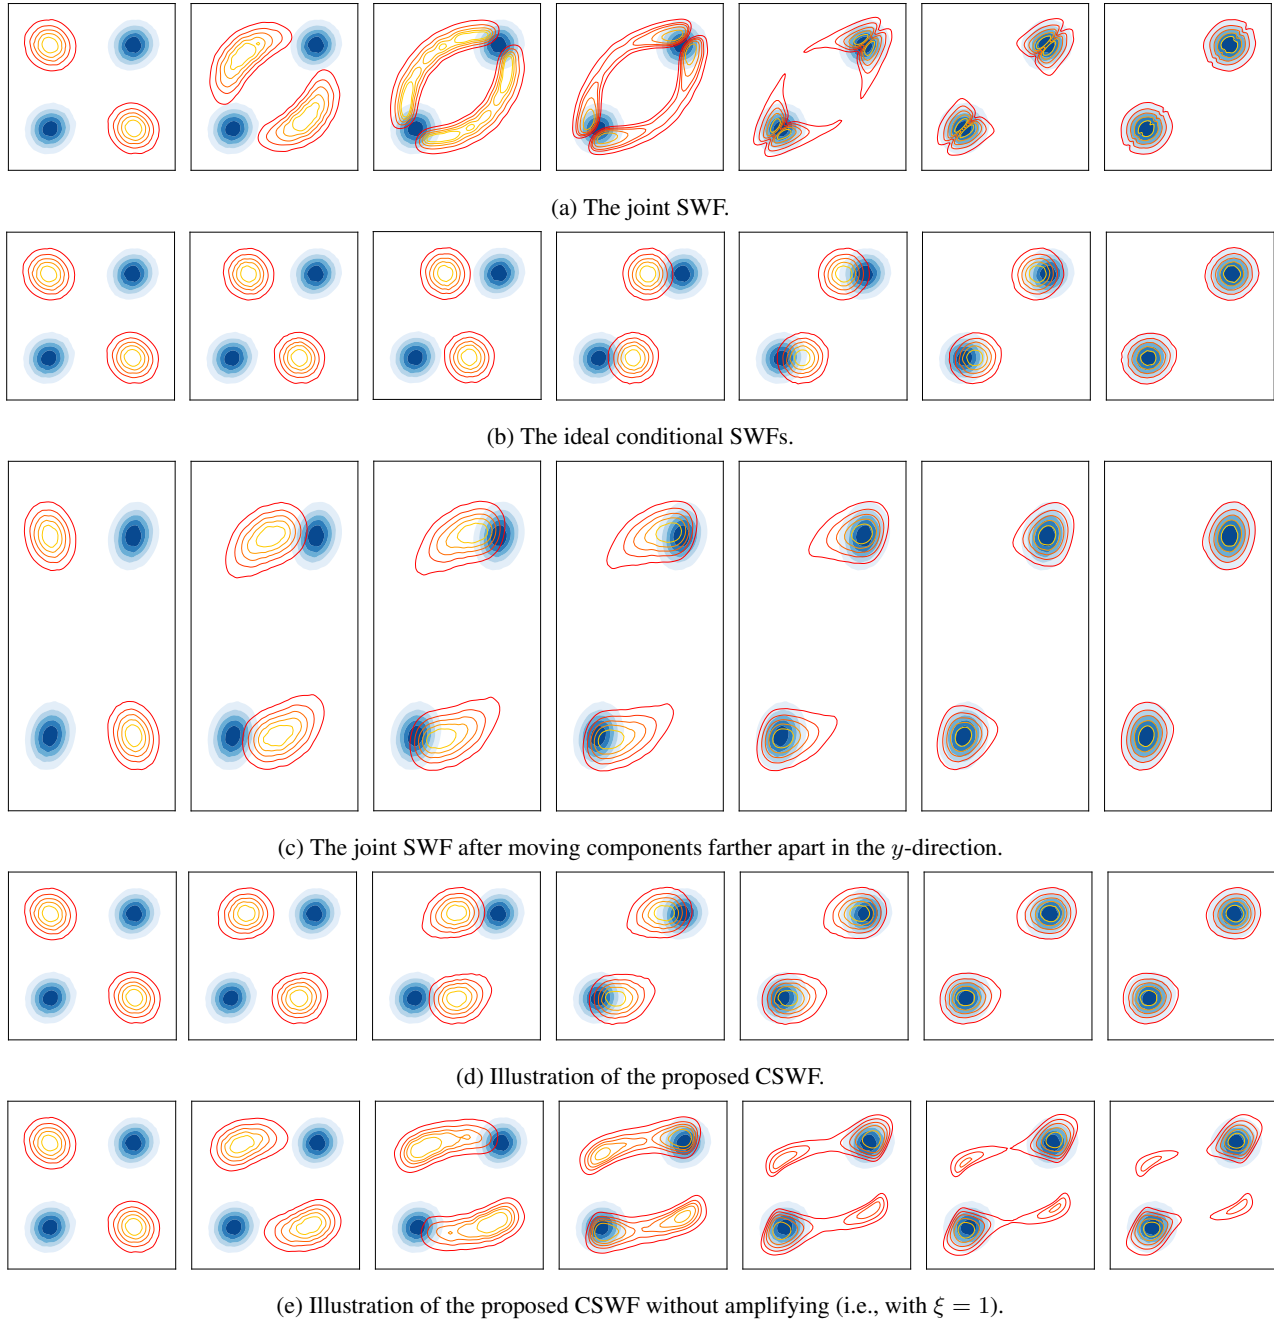 (a) The joint SWF.
(b) The ideal conditional SWFs.
(c) The joint SWF after moving components farther apart in the y-direction.
(d) Illustration of the proposed CSWF.
(e) Illustration of the proposed CSWF without amplifying (i.e., with ξ = 1).